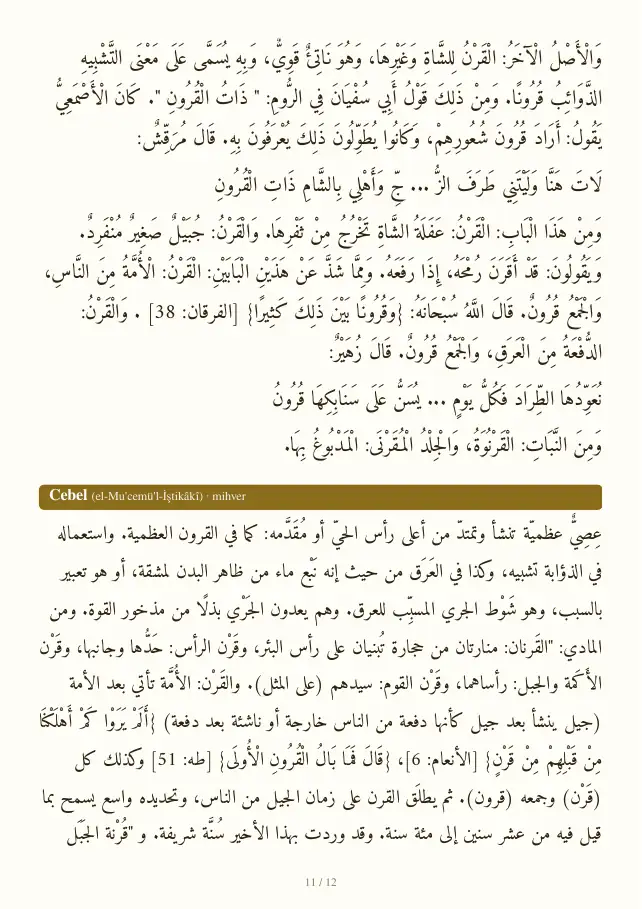 وَالْأَصْلُ الْآخَرُ: الْقَرْنُ لِلشَّاةِ وَغَيْرِهَا، وَهُوَ نَاتِئٌ قَوِيٌّ، وَبِهِ يُسَمَّى عَلَى مَعْنَى التَّشْبِيهِ
الذَّوَائِبُ قُرُونًا. وَمِنْ ذَلِكَ قَوْلُ أَبِي سُفْيَانَ فِي الرُّومِ: " ذَاتُ الْقُرُونِ ". كَانَ الْأَصْمَعِيُّ
يَقُولُ: أَرَادَ قُرُونَ شُعُورِهِمْ، وَكَانُوا يُطَوِّلُونَ ذَلِكَ يُعْرَفُونَ بِهِ. قَالَ مُرَقِّشٌ:
لَاتَ هَنَّا وَلَيْتَنِي طَرَفَ الزُّ ... جِّ وَأَهْلِي بِالشَّامِ ذَاتِ الْقُرُونِ
وَمِنْ هَذَا الْبَابِ: الْقَرْنُ: عَفَلَةُ الشَّاةِ تَخْرُجُ مِنْ ثَفْرِهَا. وَالْقَرْنُ: جُبَيْلٌ صَغِيرٌ مُنْفَرِدٌ.
وَيَقُولُونَ: قَدْ أَقْرَنَ رُمْحَهُ، إِذَا رَفَعَهُ. وَمِمَّا شَذَّ عَنْ هَذَيْنِ الْبَابَيْنِ: الْقَرْنُ: الْأُمَّةُ مِنَ النَّاسِ،
وَالْجَمْعُ قُرُونٌ. قَالَ اللَّهُ سُبْحَانَهُ: {وَقُرُونًا بَيْنَ ذَلِكَ كَثِيرًا} [الفرقان: 38] . وَالْقَرْنُ:
الدُّفْعَةُ مِنَ الْعَرَقِ، وَالْجَمْعُ قُرُونٌ. قَالَ زُهَيْرٌ:
نُعَوِّدُهَا الطِّرَادَ فَكُلُّ يَوْمٍ ... يُسَنُّ عَلَى سَنَابِكِهَا قُرُونُ
وَمِنَ النَّبَاتِ: الْقَرْنُوَةُ، وَالْجِلْدُ الْمُقَرْنَى: الْمَدْبُوغُ بِهَا.
Cebel (el-Mu'cemü'l-İştikâkî) · mihver
عِصِيٌّ عظميّة تنشأ وتمتدّ من أعلى رأس الحيّ أو مُقَدَّمه: كما في القرون العظمية. واستعماله
في الذؤابة تشبيه، وكذا في العَرَق من حيث إنه نَبْع ماء من ظاهر البدن لمشقة، أو هو تعبير
بالسبب، وهو شَوْط الجري المسبِّب للعرق. وهم يعدون الجَرْي بذلًا من مذخور القوة. ومن
المادي: "القَرنان: منارتان من حجارة تُبنيان على رأس البئر، وقَرْن الرأس: حَدُّها وجانبها، وقَرْن
الأَكَمة والجبل: رأساهما، وقَرْن القوم: سيدهم (على المثل). والقَرْن: الأُمَّة تأتي بعد الأمة
(جيل ينشأ بعد جيل كأنها دفعة من الناس خارجة أو ناشئة بعد دفعة) {أَلَمْ يَرَوْا كَمْ أَهْلَكْنَا
مِنْ قَبْلِهِمْ مِنْ قَرْنٍ} [الأنعام: 6]، {قَالَ فَمَا بَالُ الْقُرُونِ الْأُولَى} [طه: 51] وكذلك كل
(قَرْن) وجمعه (قرون). ثم يطلَق القرن على زمان الجيل من الناس، وتحديده واسع يسمح بما
قيل فيه من عشر سنين إلى مئة سنة. وقد وردت بهذا الأخير سُنَّة شريفة. و "قُرْنة الجَبَل
11 / 12